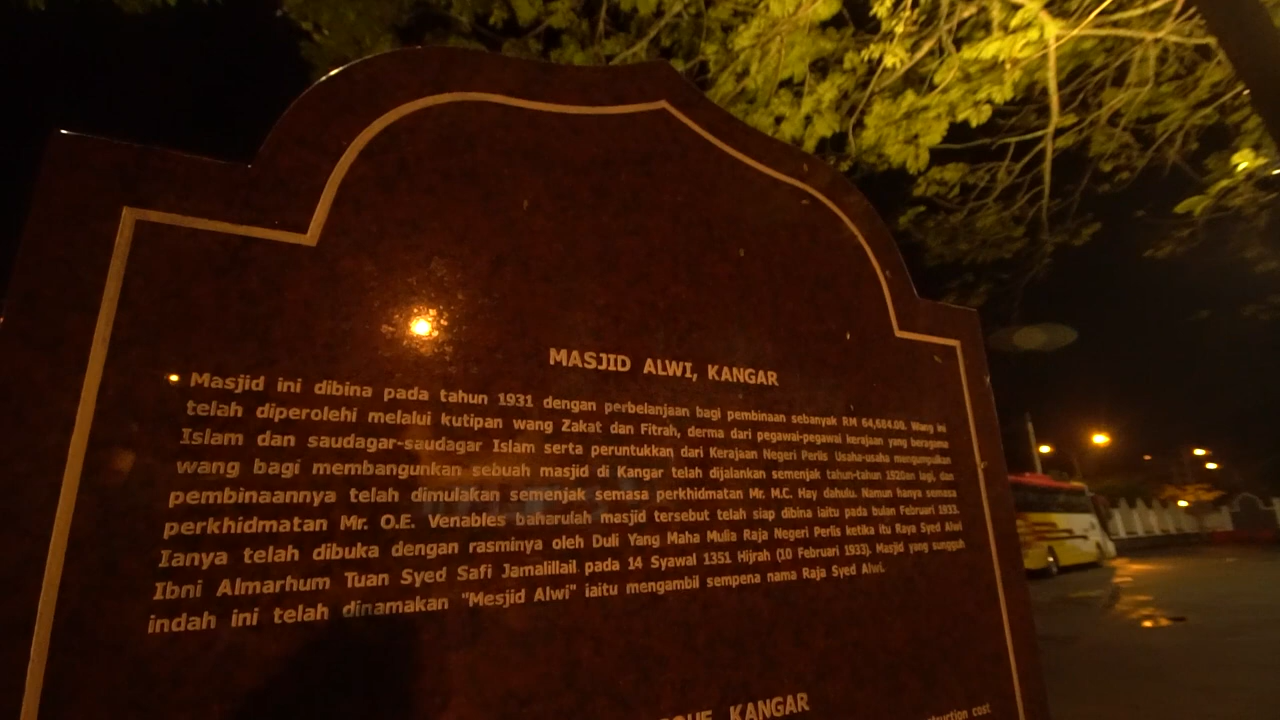 MASJID ALWI, KANGAR
Masjid ini dibina pada tahun 1931 dengan perbelanjaan bagi pembinaan sebanyak RM 64,684.00. Wang ini
telah diperolehi melalui kutipan wang Zakat dan Fitrah, derma dari pegawai-pegawai kerajaan yang beragama
Islam dan saudagar-saudagar Islam serta peruntukkan dari Kerajaan Negeri Perlis Usaha-usaha mengumpulkan
wang bagi membangunkan sebuah masjid di Kangar telah dijalankan semenjak tahun-tahun 1920an lagi, dan
pembinaannya telah dimulakan semenjak semasa perkhidmatan Mr. M.C. Hay dahulu. Namun hanya semasa
perkhidmatan Mr. O.E. Venables baharulah masjid tersebut telah siap dibina iaitu pada bulan Februari 1933.
Ianya telah dibuka dengan rasminya oleh Duli Yang Maha Mulia Raja Negeri Perlis ketika itu Raya Syed Alwi
Ibni Almarhum Tuan Syed Safi Jamalillail pada 14 Syawal 1351 Hijrah (10 Februari 1933). Masjid yang sungguh
indah ini telah dinamakan "Mesjid Alwi" iaitu mengambil sempena nama Raja Syed Alwi.
KANGAR
cost